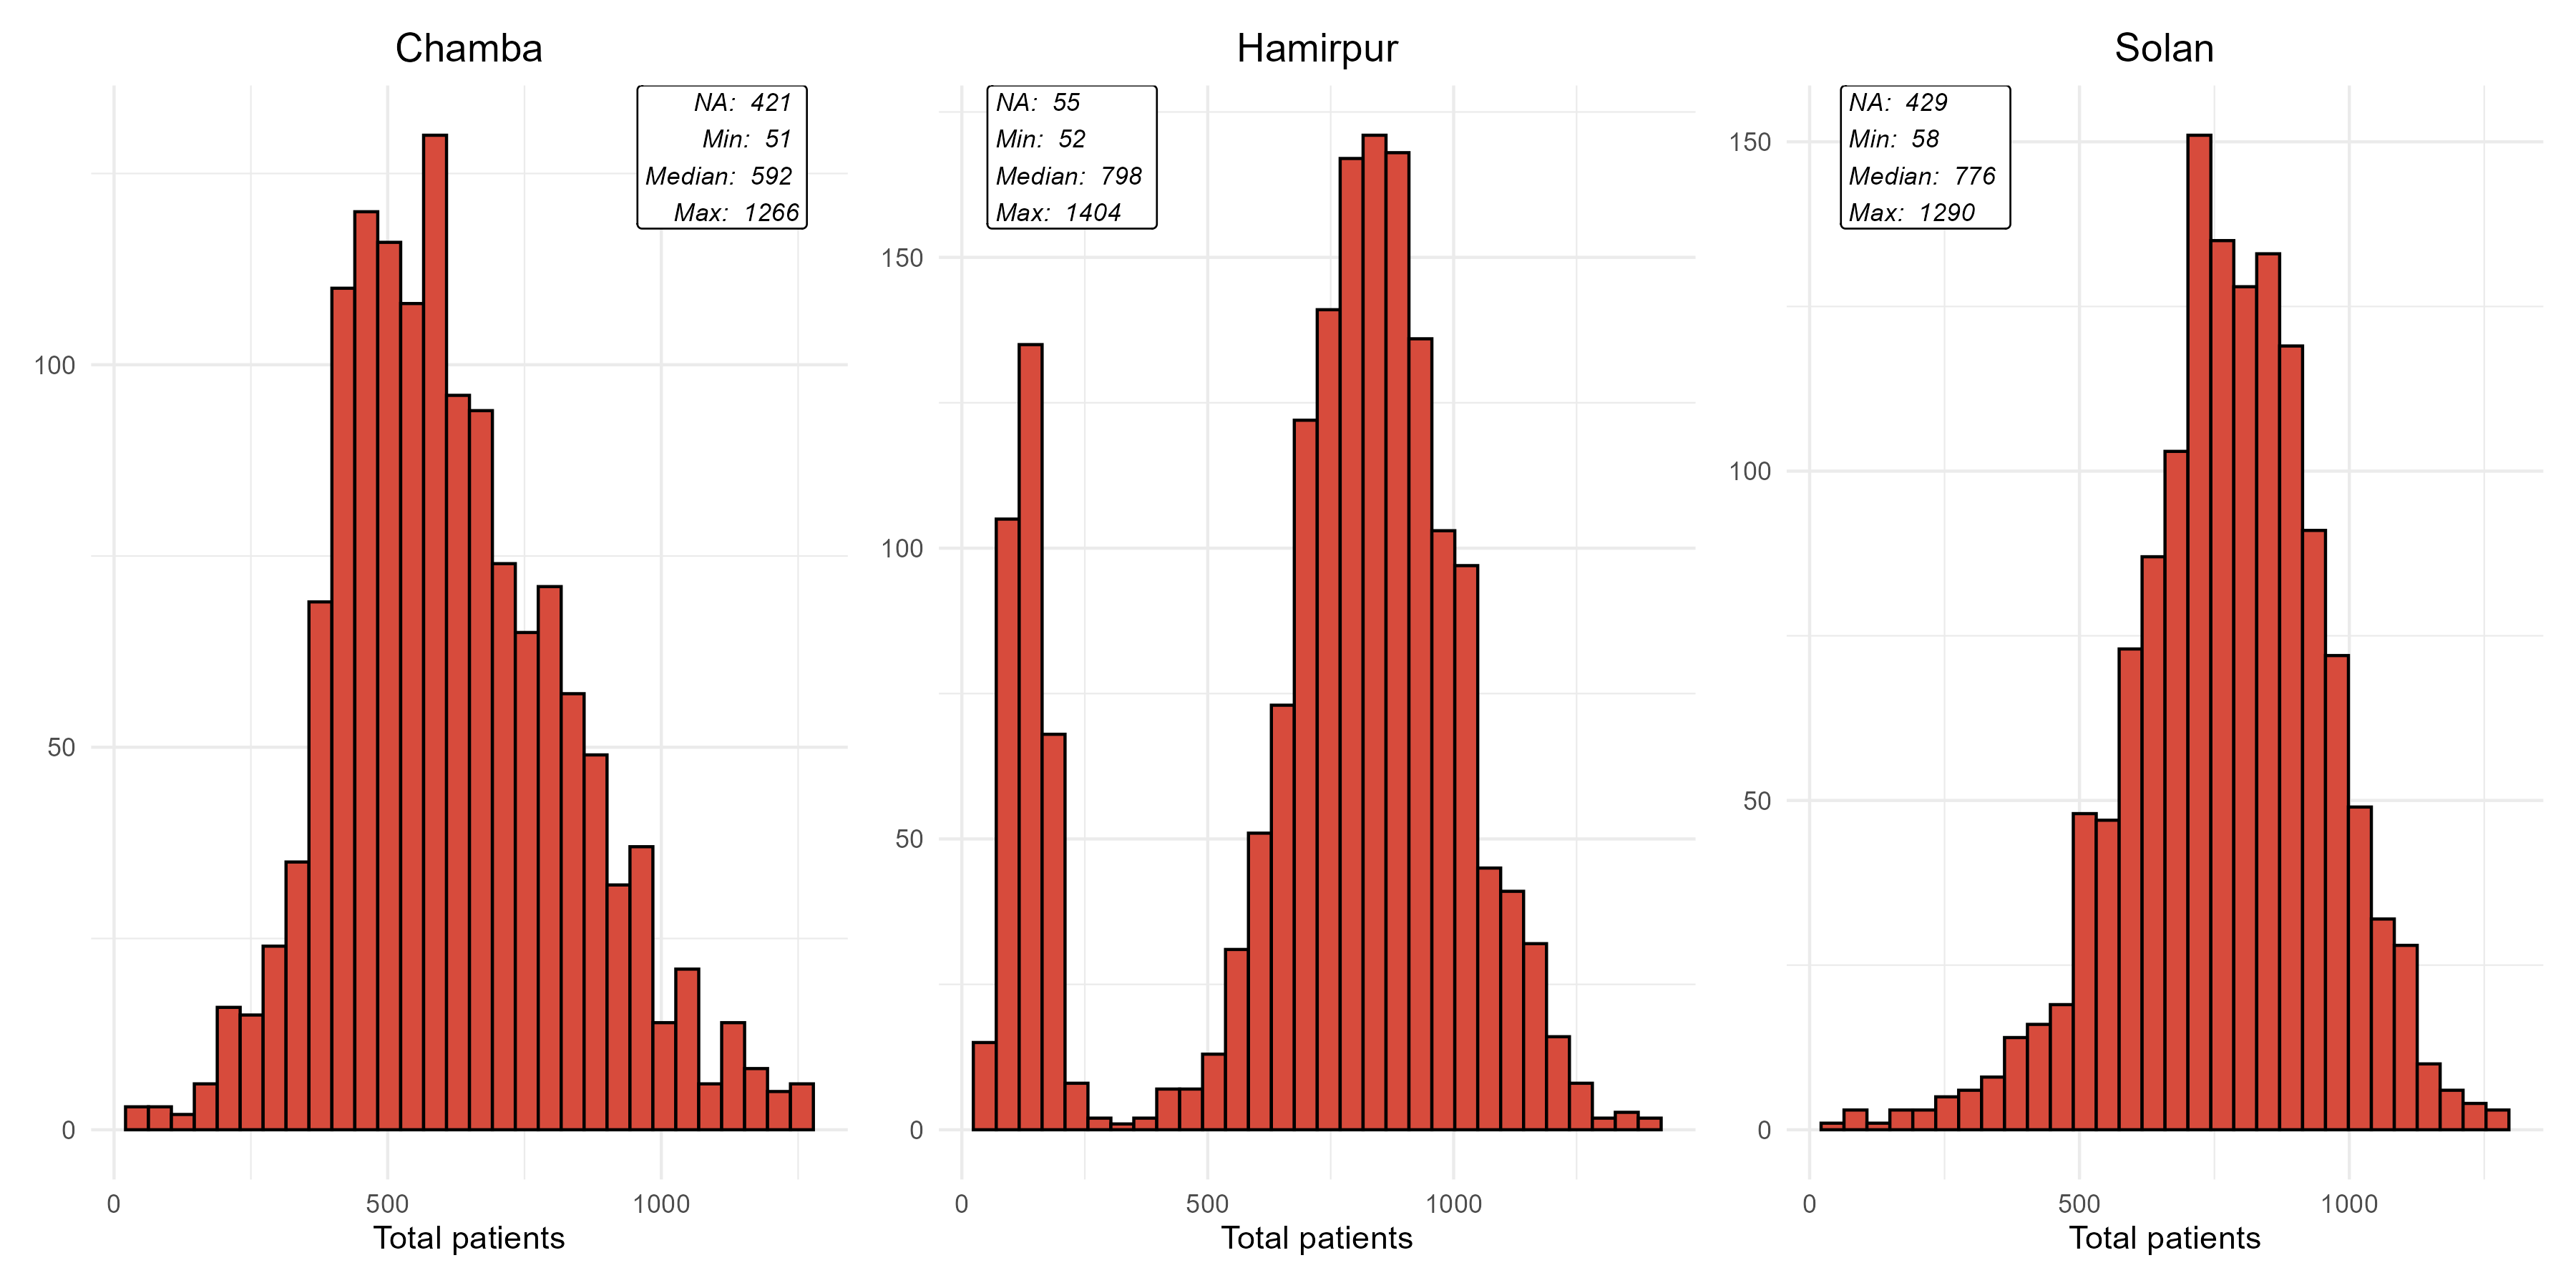 Chamba
NA: 421
Min: 51
Median: 592
Max: 1266
100
50
0
0 500 1000
Total patients
Hamirpur
NA: 55
Min: 52
Median: 798
Max: 1404
150
100
50
0
0 500 1000
Total patients
Solan
NA: 429
Min: 58
Median: 776
Max: 1290
150
100
50
0
0 500 1000
Total patients